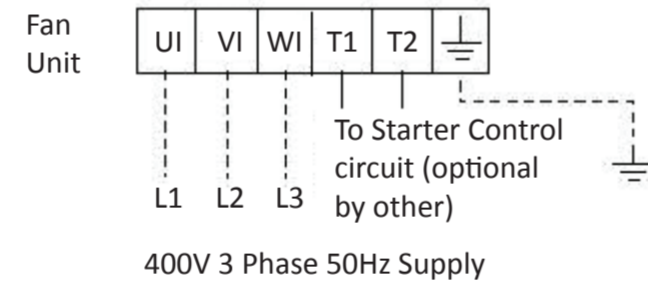 Fan
Unit
UI VI WI T1 T2
To Starter Control
circuit (optional
by other)
L1 L2 L3
400V 3 Phase 50Hz Supply